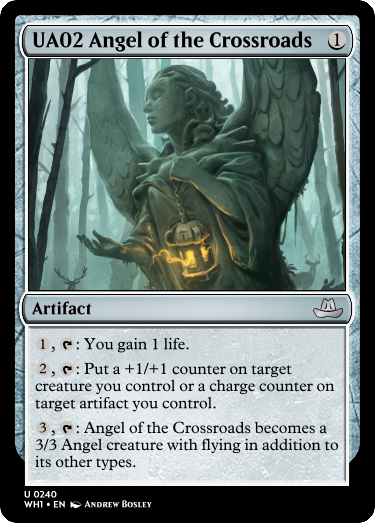 UA02 Angel of the Crossroads 1
Artifact
1, : You gain 1 life.
2, : Put a +1/+1 counter on target
creature you control or a charge counter on
target artifact you control.
3, : Angel of the Crossroads becomes a
3/3 Angel creature with flying in addition to
its other types.
U 0240
WH1 • EN Andrew Bosley